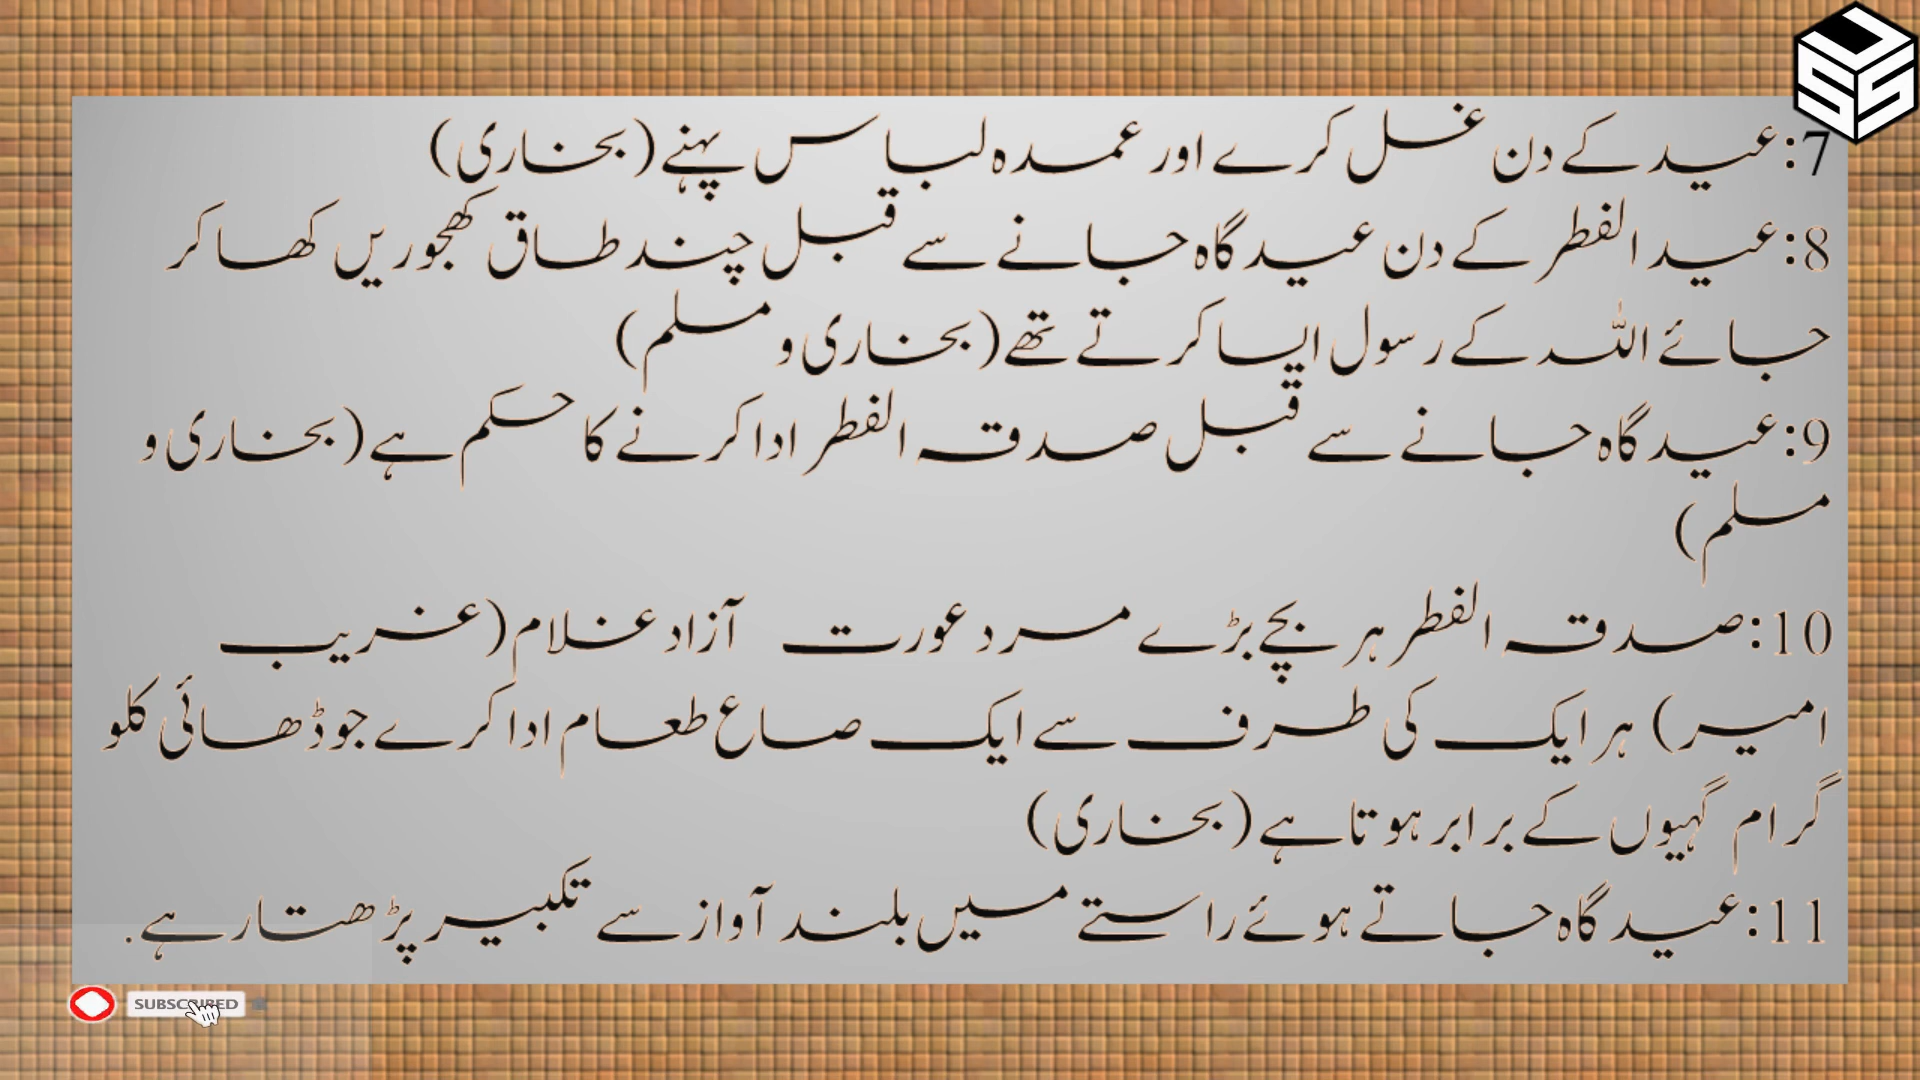 7:عید کے دن غسل کرے اور عمدہ لباس پہنے (بخاری)
8:عید الفطر کے دن عید گاہ جانے سے قبل چند طاق کھجوریں کھا کر
جائے اللہ کے رسول ایسا کرتے تھے (بخاری و مسلم)
9:عید گاہ جانے سے قبل صدقہ الفطر ادا کرنے کا حکم ہے (بخاری و
مسلم)
10:صدقہ الفطر ہر بچے بڑے مرد عورت آزاد غلام (غریب
امیر) ہر ایک کی طرف سے ایک صاع طعام ادا کرے جو ڈھائی کلو
گرام گہیوں کے برابر ہوتا ہے (بخاری)
11:عید گاہ جاتے ہوئے راستے میں بلند آواز سے تکبیر پڑھتا رہے.
SUBSCRIBED
USS